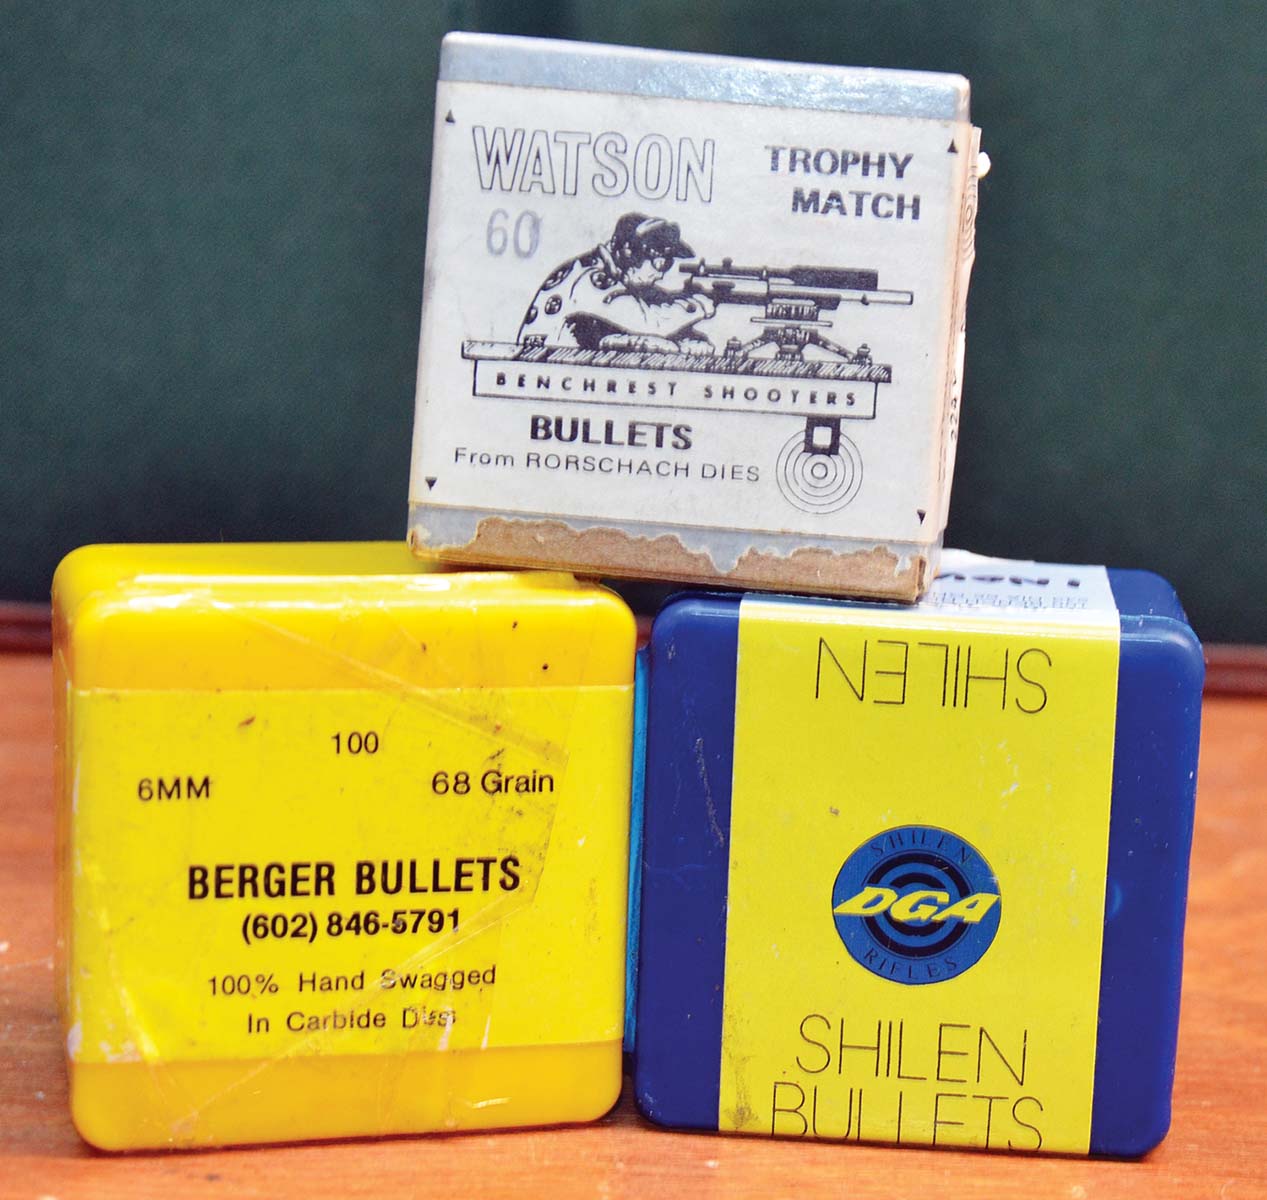 WATSON
TROPHY
MATCH
60
BENCHREST SHOOTERS
BULLETS
From RORSCHACH DIES
224
100
6MM
68 Grain
BERGER BULLETS
(602) 846-5791
100% Hand Swagged
In Carbide Dies
SHILEN
SHILEN
DGA
RIFLES
SHILEN
BULLETS